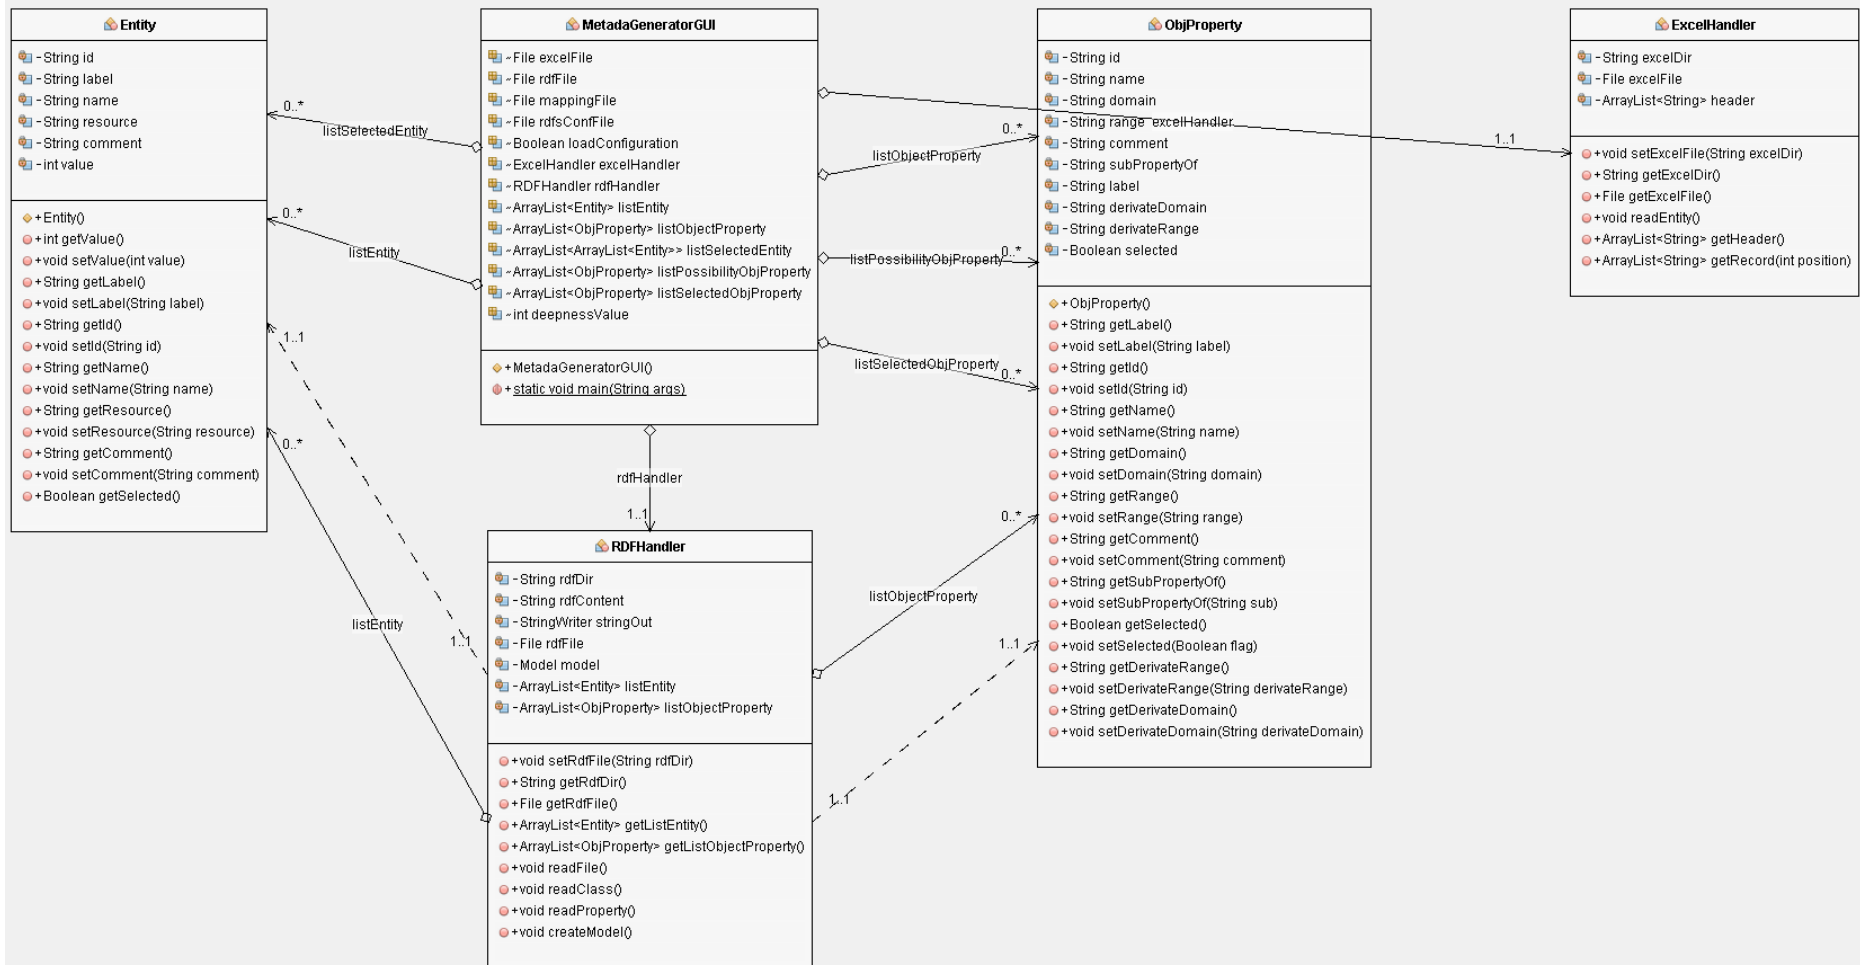 Entity
- String id
- String label
- String name
- String resource
- String comment
- int value
+ Entity()
+ int getValue()
+ void setValue(int value)
+ String getLabel()
+ void setLabel(String label)
+ String getId()
+ void setId(String id)
+ String getName()
+ void setName(String name)
+ String getResource()
+ void setResource(String resource)
+ String getComment()
+ void setComment(String comment)
+ Boolean getSelected()
0..*
listSelectedEntity
0..*
listEntity
1..1
1..1
0..*
listEntity
MetadaGeneratorGUI
~ File excelFile
~ File rdfFile
~ File mappingFile
~ File rdfsConfFile
~ Boolean loadConfiguration
~ ExcelHandler excelHandler
~ RDFHandler rdfHandler
~ ArrayList<Entity> listEntity
~ ArrayList<ObjProperty> listObjectProperty
~ ArrayList<ArrayList<Entity>> listSelectedEntity
~ ArrayList<ObjProperty> listPossibilityObjProperty
~ ArrayList<ObjProperty> listSelectedObjProperty
~ int deepnessValue
+ MetadaGeneratorGUI()
+ static void main(String args)
rdfHandler
1..1
RDFHandler
- String rdfDir
- String rdfContent
- StringWriter stringOut
- File rdfFile
- Model model
- ArrayList<Entity> listEntity
- ArrayList<ObjProperty> listObjectProperty
+ void setRdfFile(String rdfDir)
+ String getRdfDir()
+ File getRdfFile()
+ ArrayList<Entity> getListEntity()
+ ArrayList<ObjProperty> getListObjectProperty()
+ void readFile()
+ void readClass()
+ void readProperty()
+ void createModel()
0..*
listObjectProperty
listPossibilityObjProperty
0..*
listSelectedObjProperty
0..*
0..*
listObjectProperty
1..1
1..1
ObjProperty
- String id
- String name
- String domain
- String range
excelHandler
- String comment
- String subPropertyOf
- String label
- String derivateDomain
- String derivateRange
- Boolean selected
+ ObjProperty()
+ String getLabel()
+ void setLabel(String label)
+ String getId()
+ void setId(String id)
+ String getName()
+ void setName(String name)
+ String getDomain()
+ void setDomain(String domain)
+ String getRange()
+ void setRange(String range)
+ String getComment()
+ void setComment(String comment)
+ String getSubPropertyOf()
+ void setSubPropertyOf(String sub)
+ Boolean getSelected()
+ void setSelected(Boolean flag)
+ String getDerivateRange()
+ void setDerivateRange(String derivateRange)
+ String getDerivateDomain()
+ void setDerivateDomain(String derivateDomain)
1..1
ExcelHandler
- String excelDir
- File excelFile
- ArrayList<String> header
+ void setExcelFile(String excelDir)
+ String getExcelDir()
+ File getExcelFile()
+ void readEntity()
+ ArrayList<String> getHeader()
+ ArrayList<String> getRecord(int position)